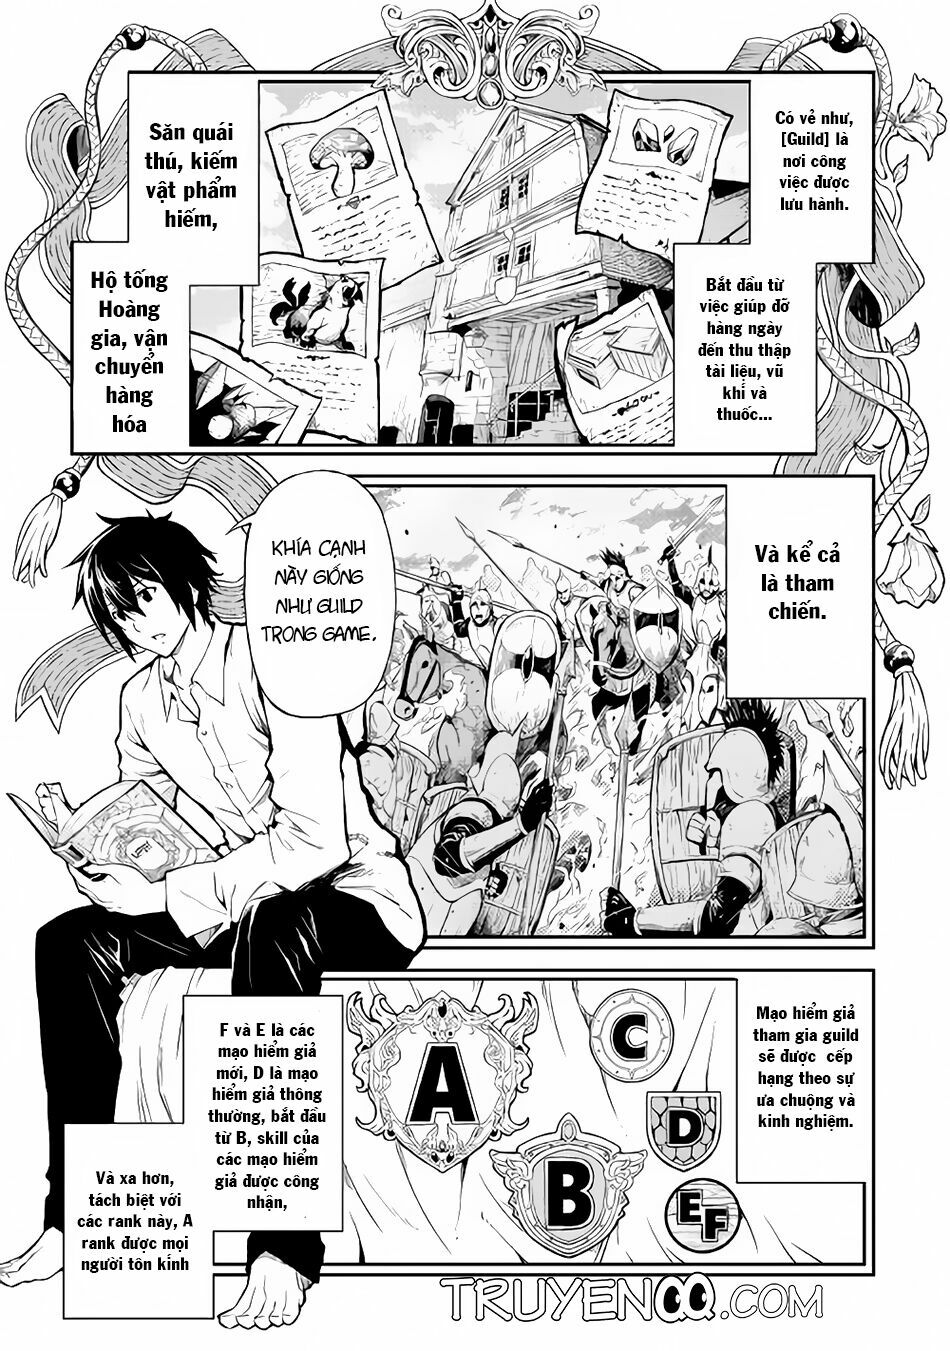 Có vẻ như,
[Guild] là
nơi công
việc được
lưu hành.
Bắt đầu từ
việc giúp đỡ
hàng ngày
đến thu thập
tài liệu, vũ
khí và
thuốc...
Săn quái
thú, kiếm
vật phẩm
hiếm,
Hộ tống
Hoàng
gia, vận
chuyển
hàng
hóa
Và kể cả
là tham
chiến.
KHÍA CẠNH
NÀY GIỐNG
NHƯ GUILD
TRONG GAME.
Mạo hiểm giả
tham gia guild
sẽ được cếp
hạng theo sự
ưa chuộng và
kinh nghiệm.
A
C
D
B
EF
F và E là các
mạo hiểm giả
mới, D là mạo
hiểm giả thông
thường, bắt đầu
từ B, skill của
các mạo hiểm
giả được công
nhận,
Và xa hơn,
tách biệt với
các rank này, A
rank được mọi
người tôn kính
TRUYENQQ.COM